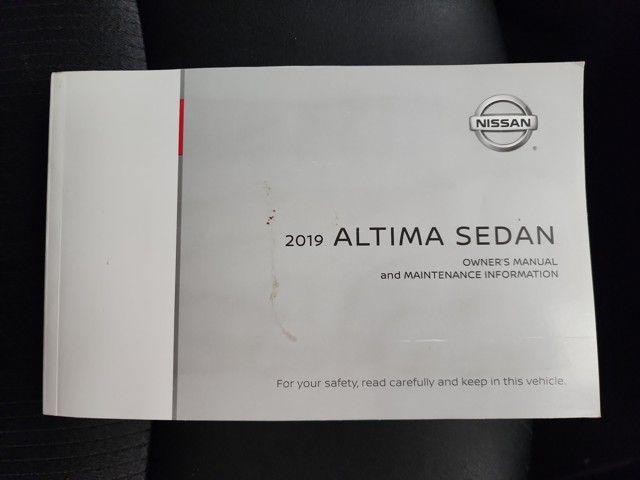 NISSAN
2019 ALTIMA SEDAN
OWNER'S MANUAL
and MAINTENANCE INFORMATION
For your safety, read carefully and keep in this vehicle.